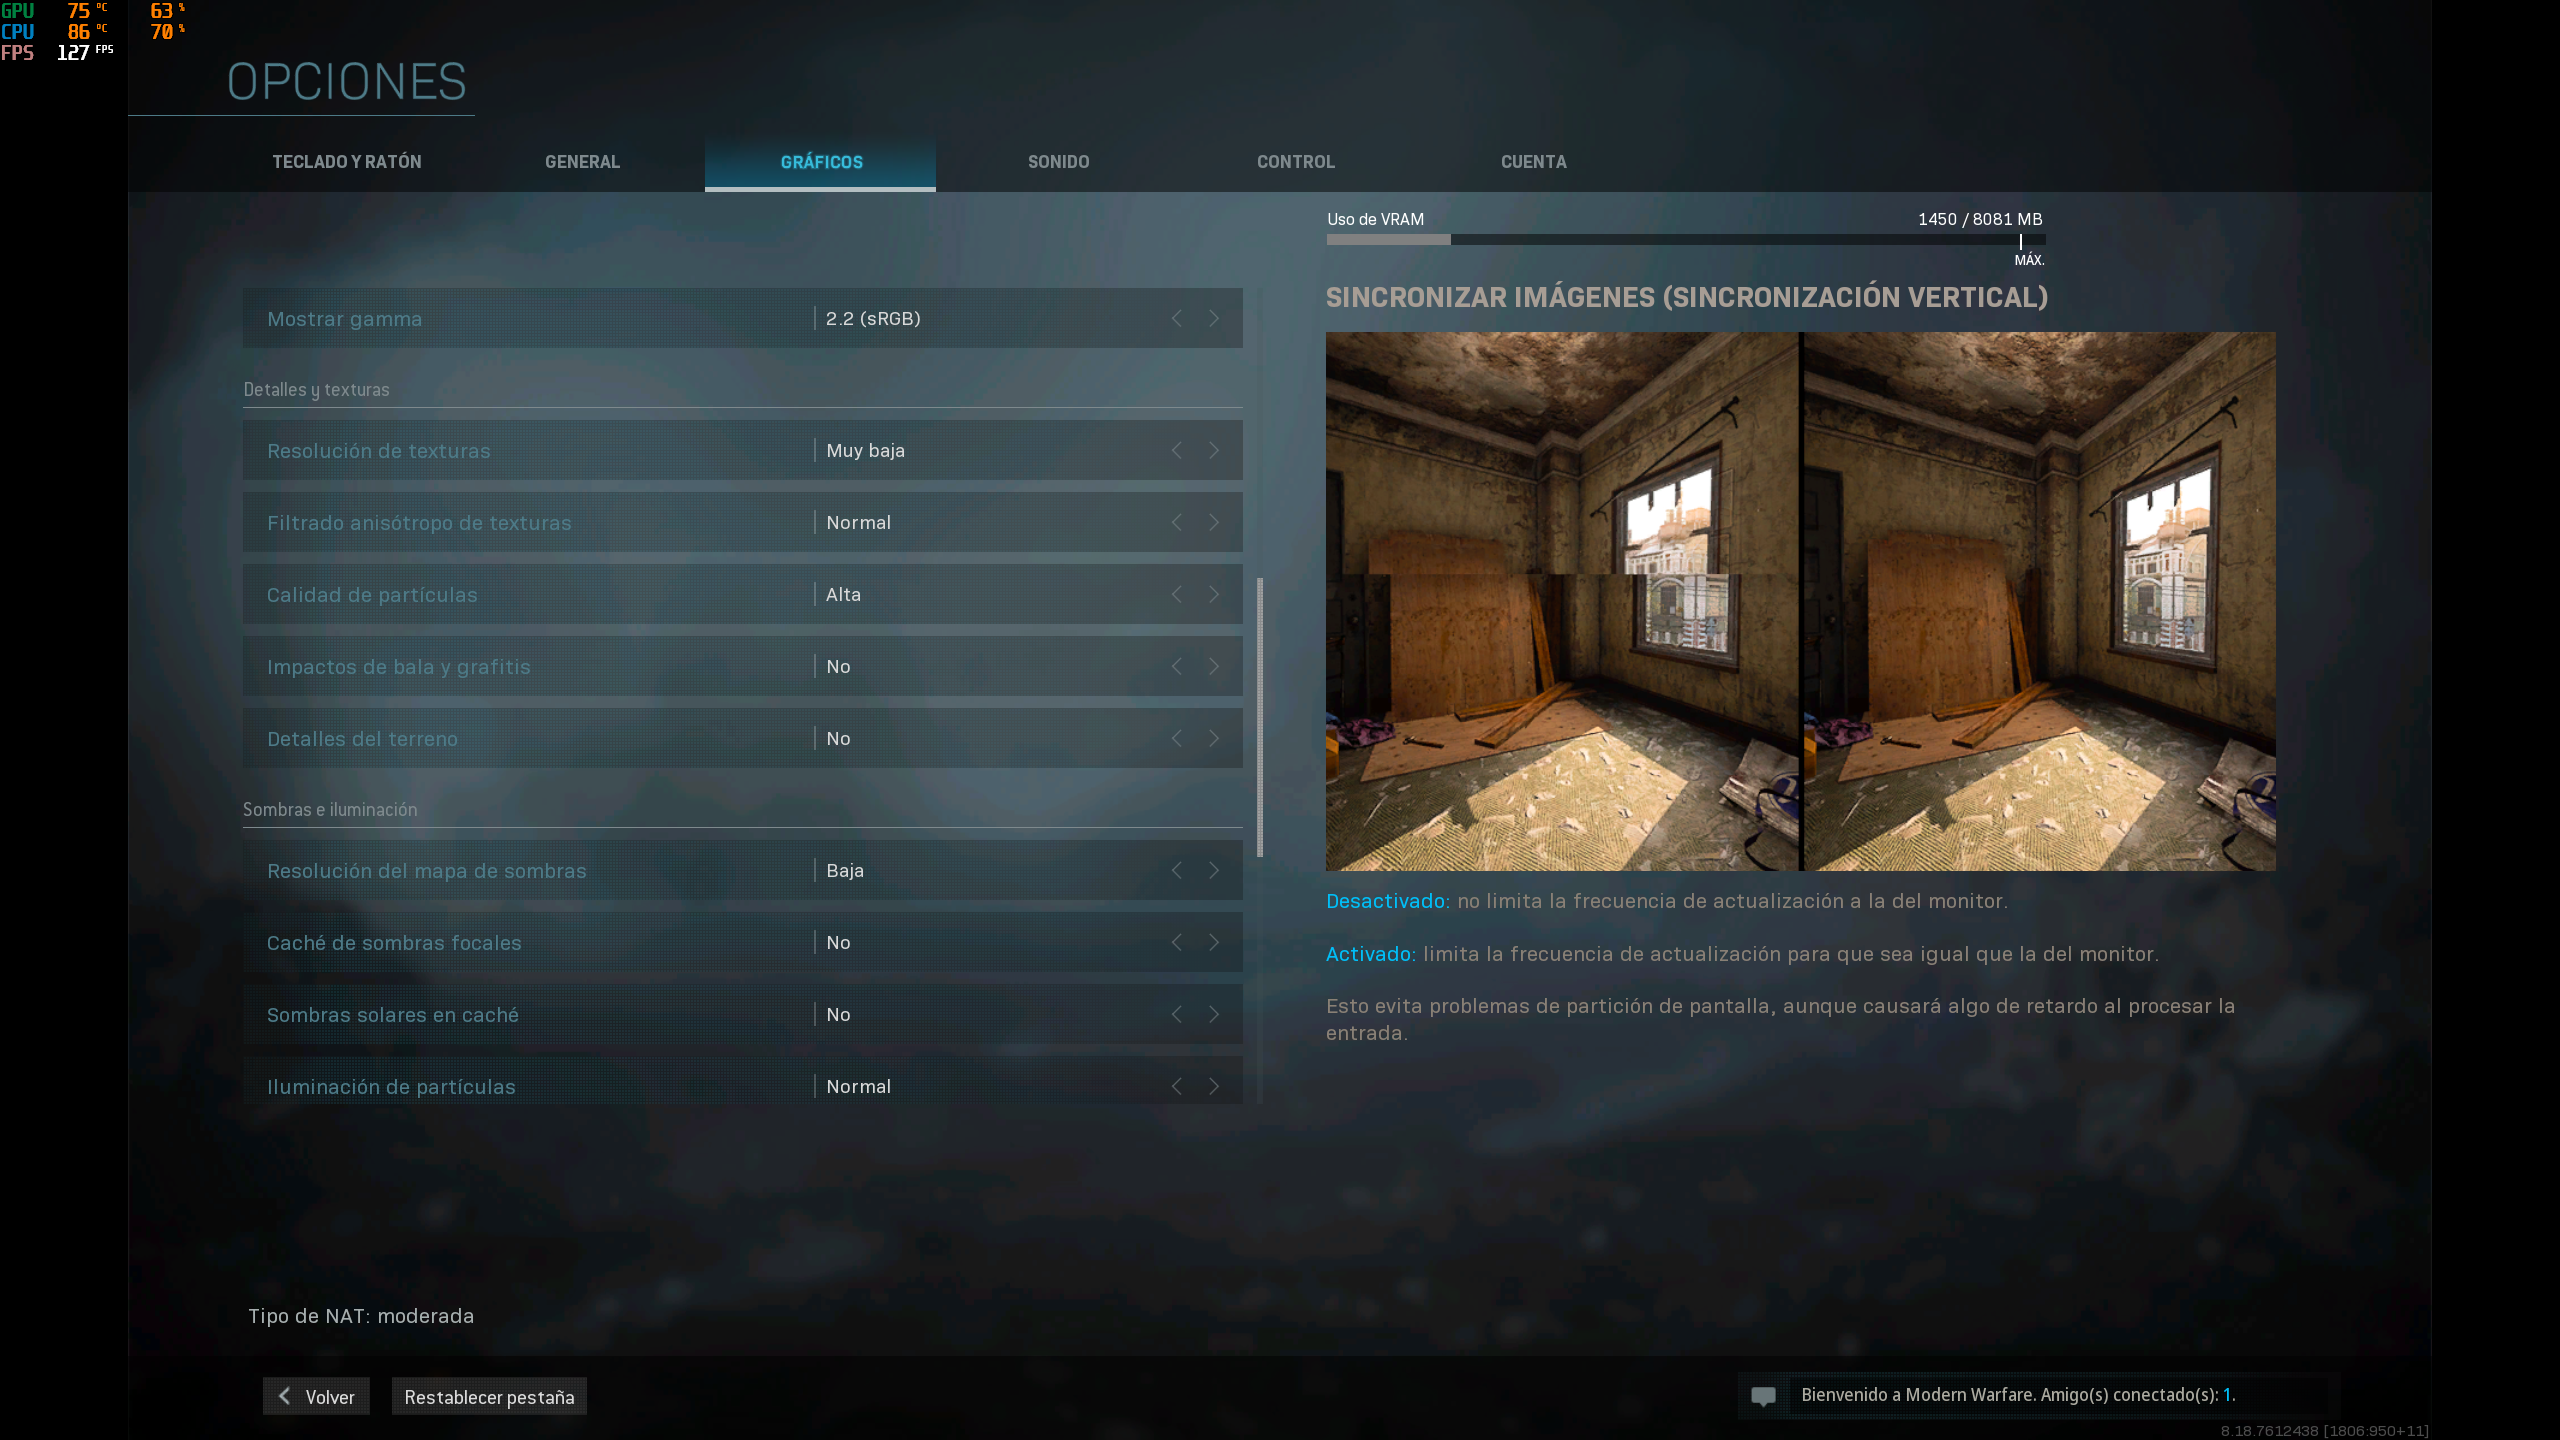 GPU 75 °C 63 %
CPU 86 °C 70 %
FPS 127 FPS
OPCIONES
TECLADO Y RATÓN GENERAL GRÁFICOS SONIDO CONTROL CUENTA
Uso de VRAM 1450 / 8081 MB
MÁX.
Mostrar gamma 2.2 (sRGB)
Detalles y texturas
Resolución de texturas Muy baja
Filtrado anisótropo de texturas Normal
Calidad de partículas Alta
Impactos de bala y grafitis No
Detalles del terreno No
Sombras e iluminación
Resolución del mapa de sombras Baja
Caché de sombras focales No
Sombras solares en caché No
Iluminación de partículas Normal
SINCRONIZAR IMÁGENES (SINCRONIZACIÓN VERTICAL)
Desactivado: no limita la frecuencia de actualización a la del monitor.
Activado: limita la frecuencia de actualización para que sea igual que la del monitor.
Esto evita problemas de partición de pantalla, aunque causará algo de retardo al procesar la
entrada.
Tipo de NAT: moderada
Volver Restablecer pestaña
Bienvenido a Modern Warfare. Amigo(s) conectado(s): 1.
8.18.7612438 [1806:950+11]